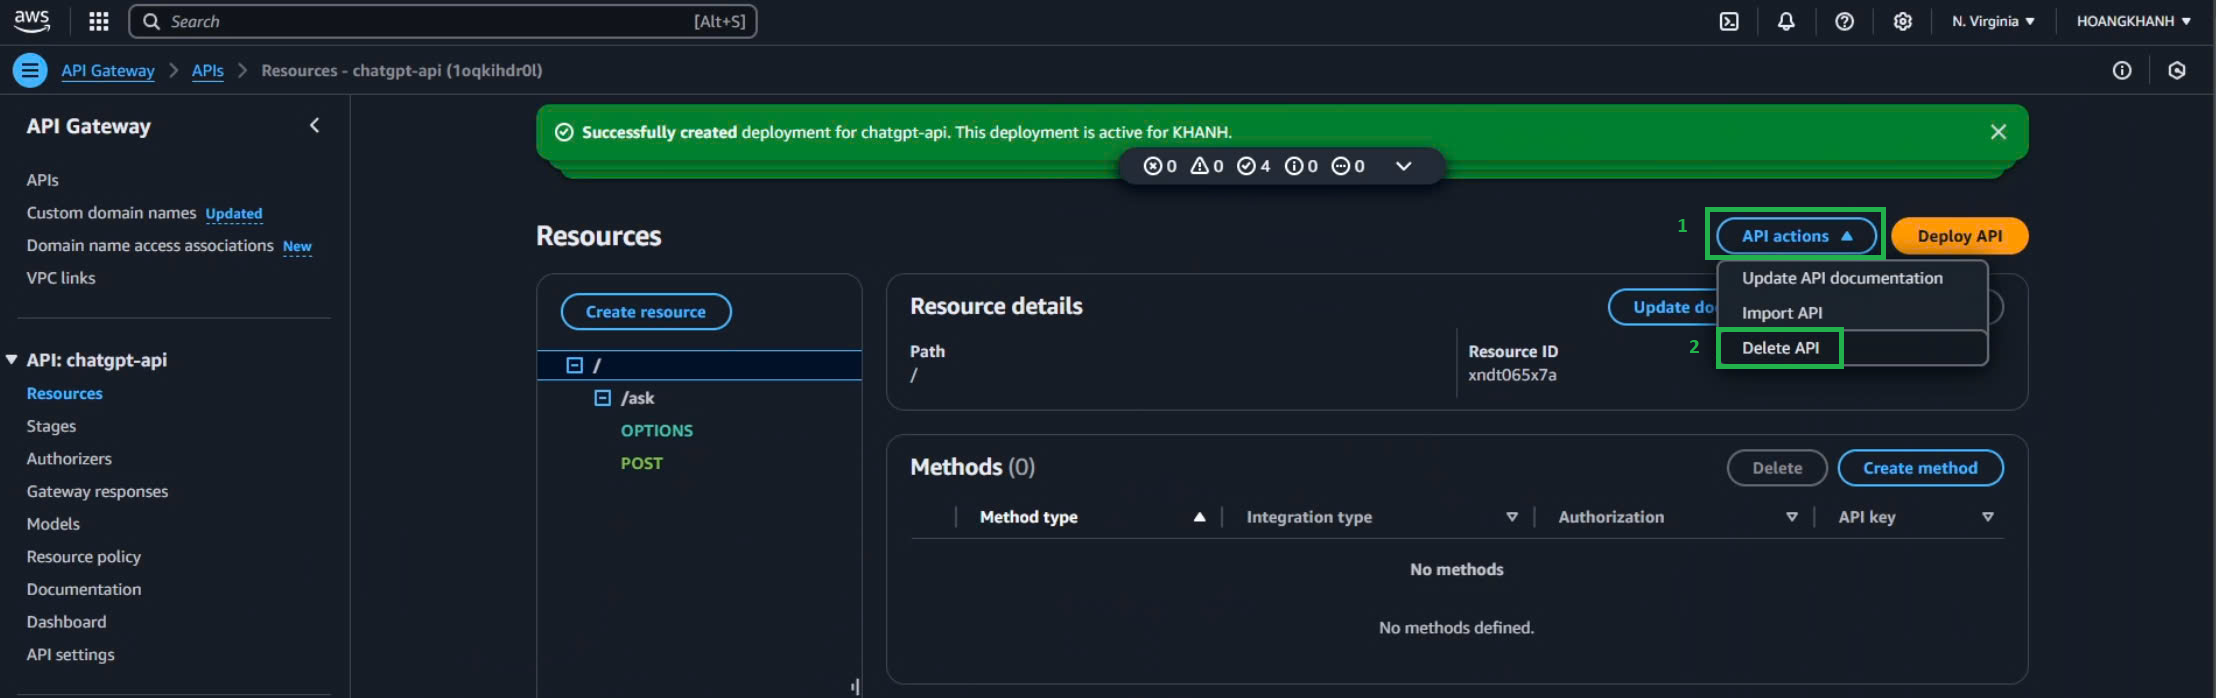 aws
Search [Alt+S]
N. Virginia ▼ HOANGKHANH ▼
API Gateway > APIs > Resources - chatgpt-api (1oqkihdr0l)
API Gateway
APIs
Custom domain names Updated
Domain name access associations New
VPC links
API: chatgpt-api
Resources
Stages
Authorizers
Gateway responses
Models
Resource policy
Documentation
Dashboard
API settings
Successfully created deployment for chatgpt-api. This deployment is active for KHANH.
0 0 4 0 0
Resources
1 API actions ▲ Deploy API
Update API documentation
Import API
2 Delete API
Create resource
/
/ask
OPTIONS
POST
Resource details
Path
/
Resource ID
xndt065x7a
Methods (0)
Delete Create method
Method type ▲ Integration type Authorization API key
No methods
No methods defined.